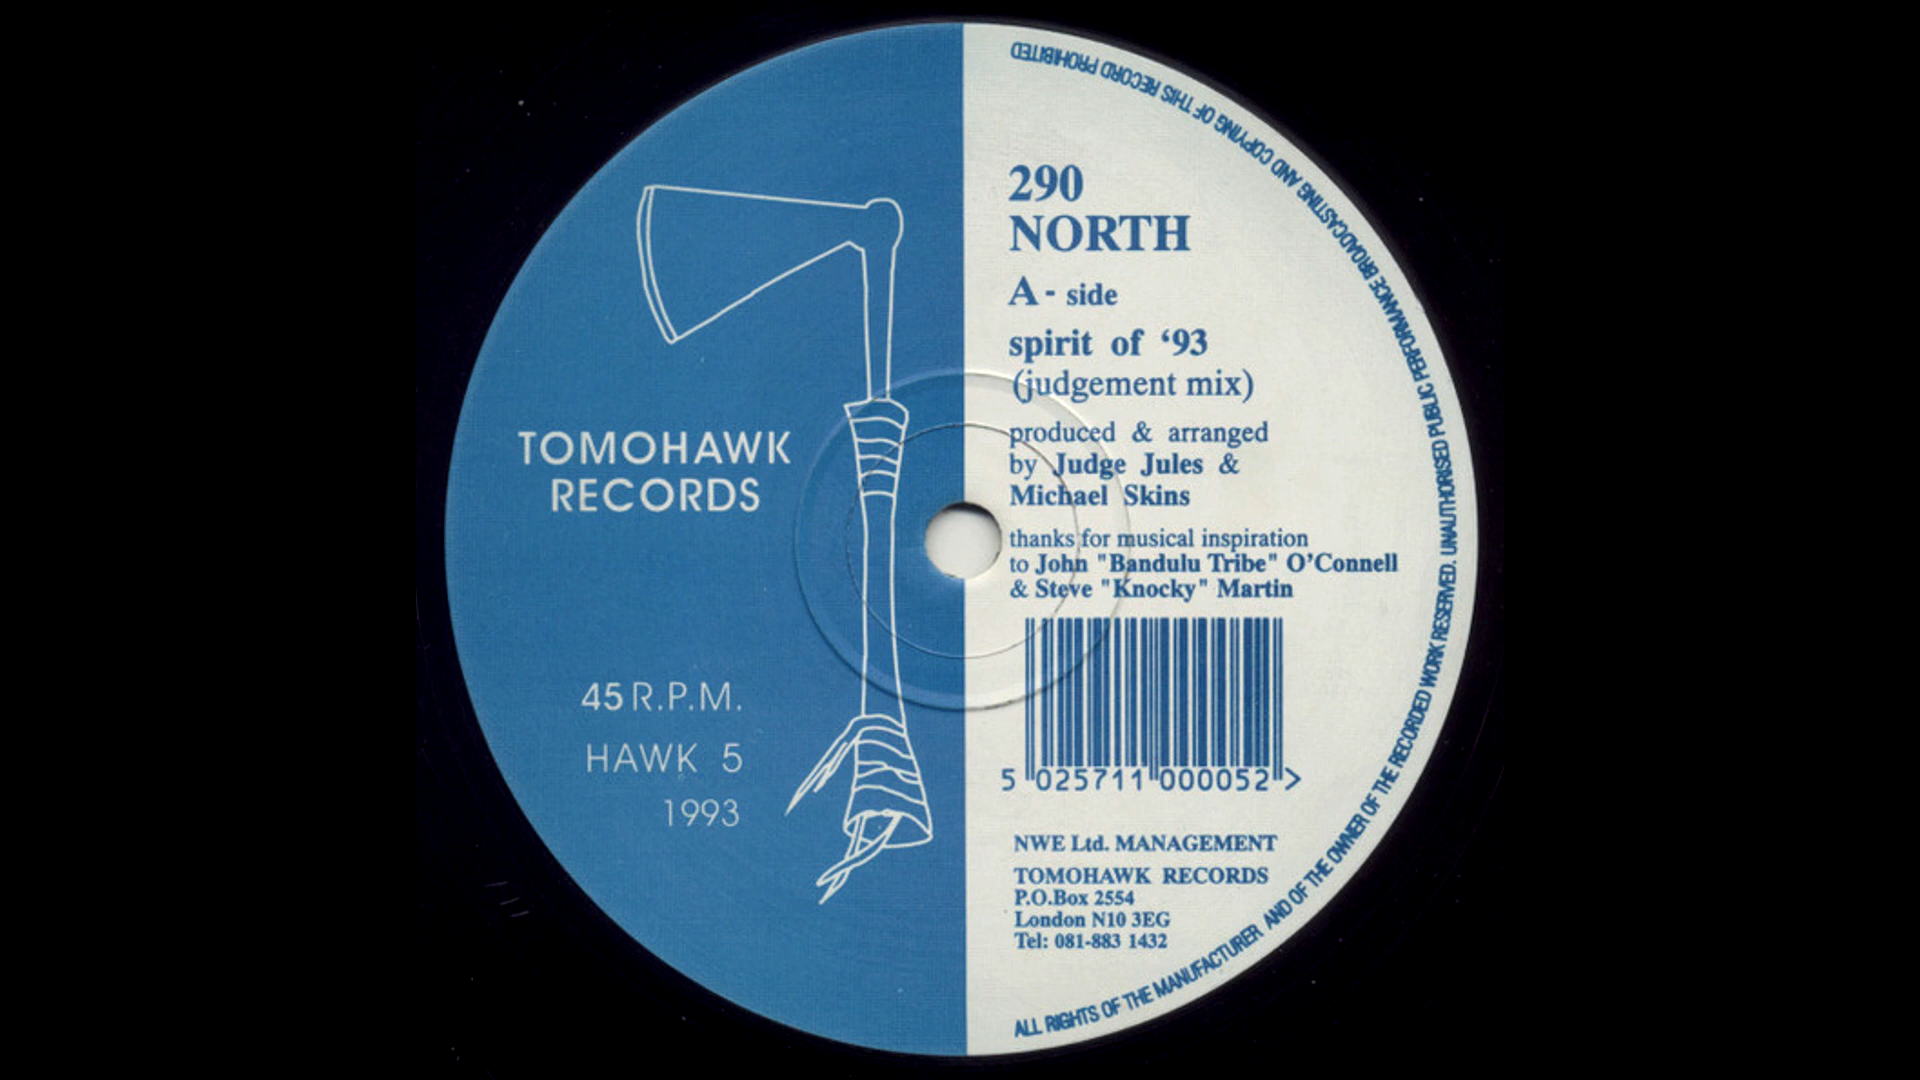 TOMOHAWK
RECORDS
45 R.P.M.
HAWK 5
1993
290
NORTH
A - side
spirit of ‘93
(judgement mix)
produced & arranged
by Judge Jules &
Michael Skins
thanks for musical inspiration
to John "Bandulu Tribe" O’Connell
& Steve "Knocky" Martin
5 025711 000052 >
NWE Ltd. MANAGEMENT
TOMOHAWK RECORDS
P.O.Box 2554
London N10 3EG
Tel: 081-883 1432
ALL RIGHTS OF THE MANUFACTURER AND OF THE OWNER OF THE RECORDED WORK RESERVED. UNAUTHORISED PUBLIC PERFORMANCE BROADCASTING AND COPYING OF THIS RECORD PROHIBITED